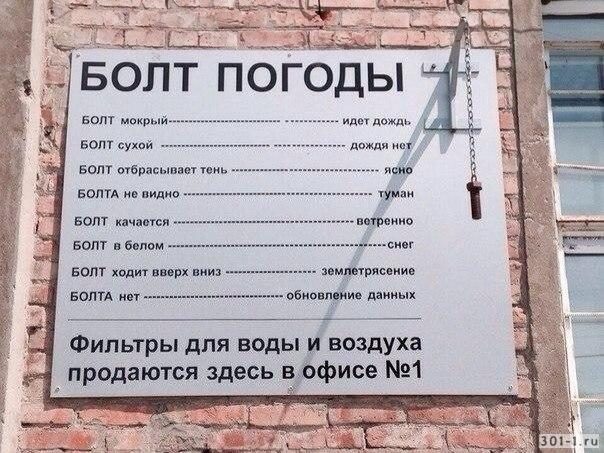 БОЛТ ПОГОДЫ
БОЛТ мокрый-------------------------- ------------идет дождь
БОЛТ сухой ------------------------ ---------------- дождя нет
БОЛТ отбрасывает тень --------------------------------- ясно
БОЛТА не видно -------------------------------------------- туман
БОЛТ качается --------------------------------------- ветренно
БОЛТ в белом -----------------------------------------------снег
БОЛТ ходит вверх вниз ------------------- землетрясение
БОЛТА нет ----------------------------- обновление данных
Фильтры для воды и воздуха
продаются здесь в офисе №1
301-1.ru